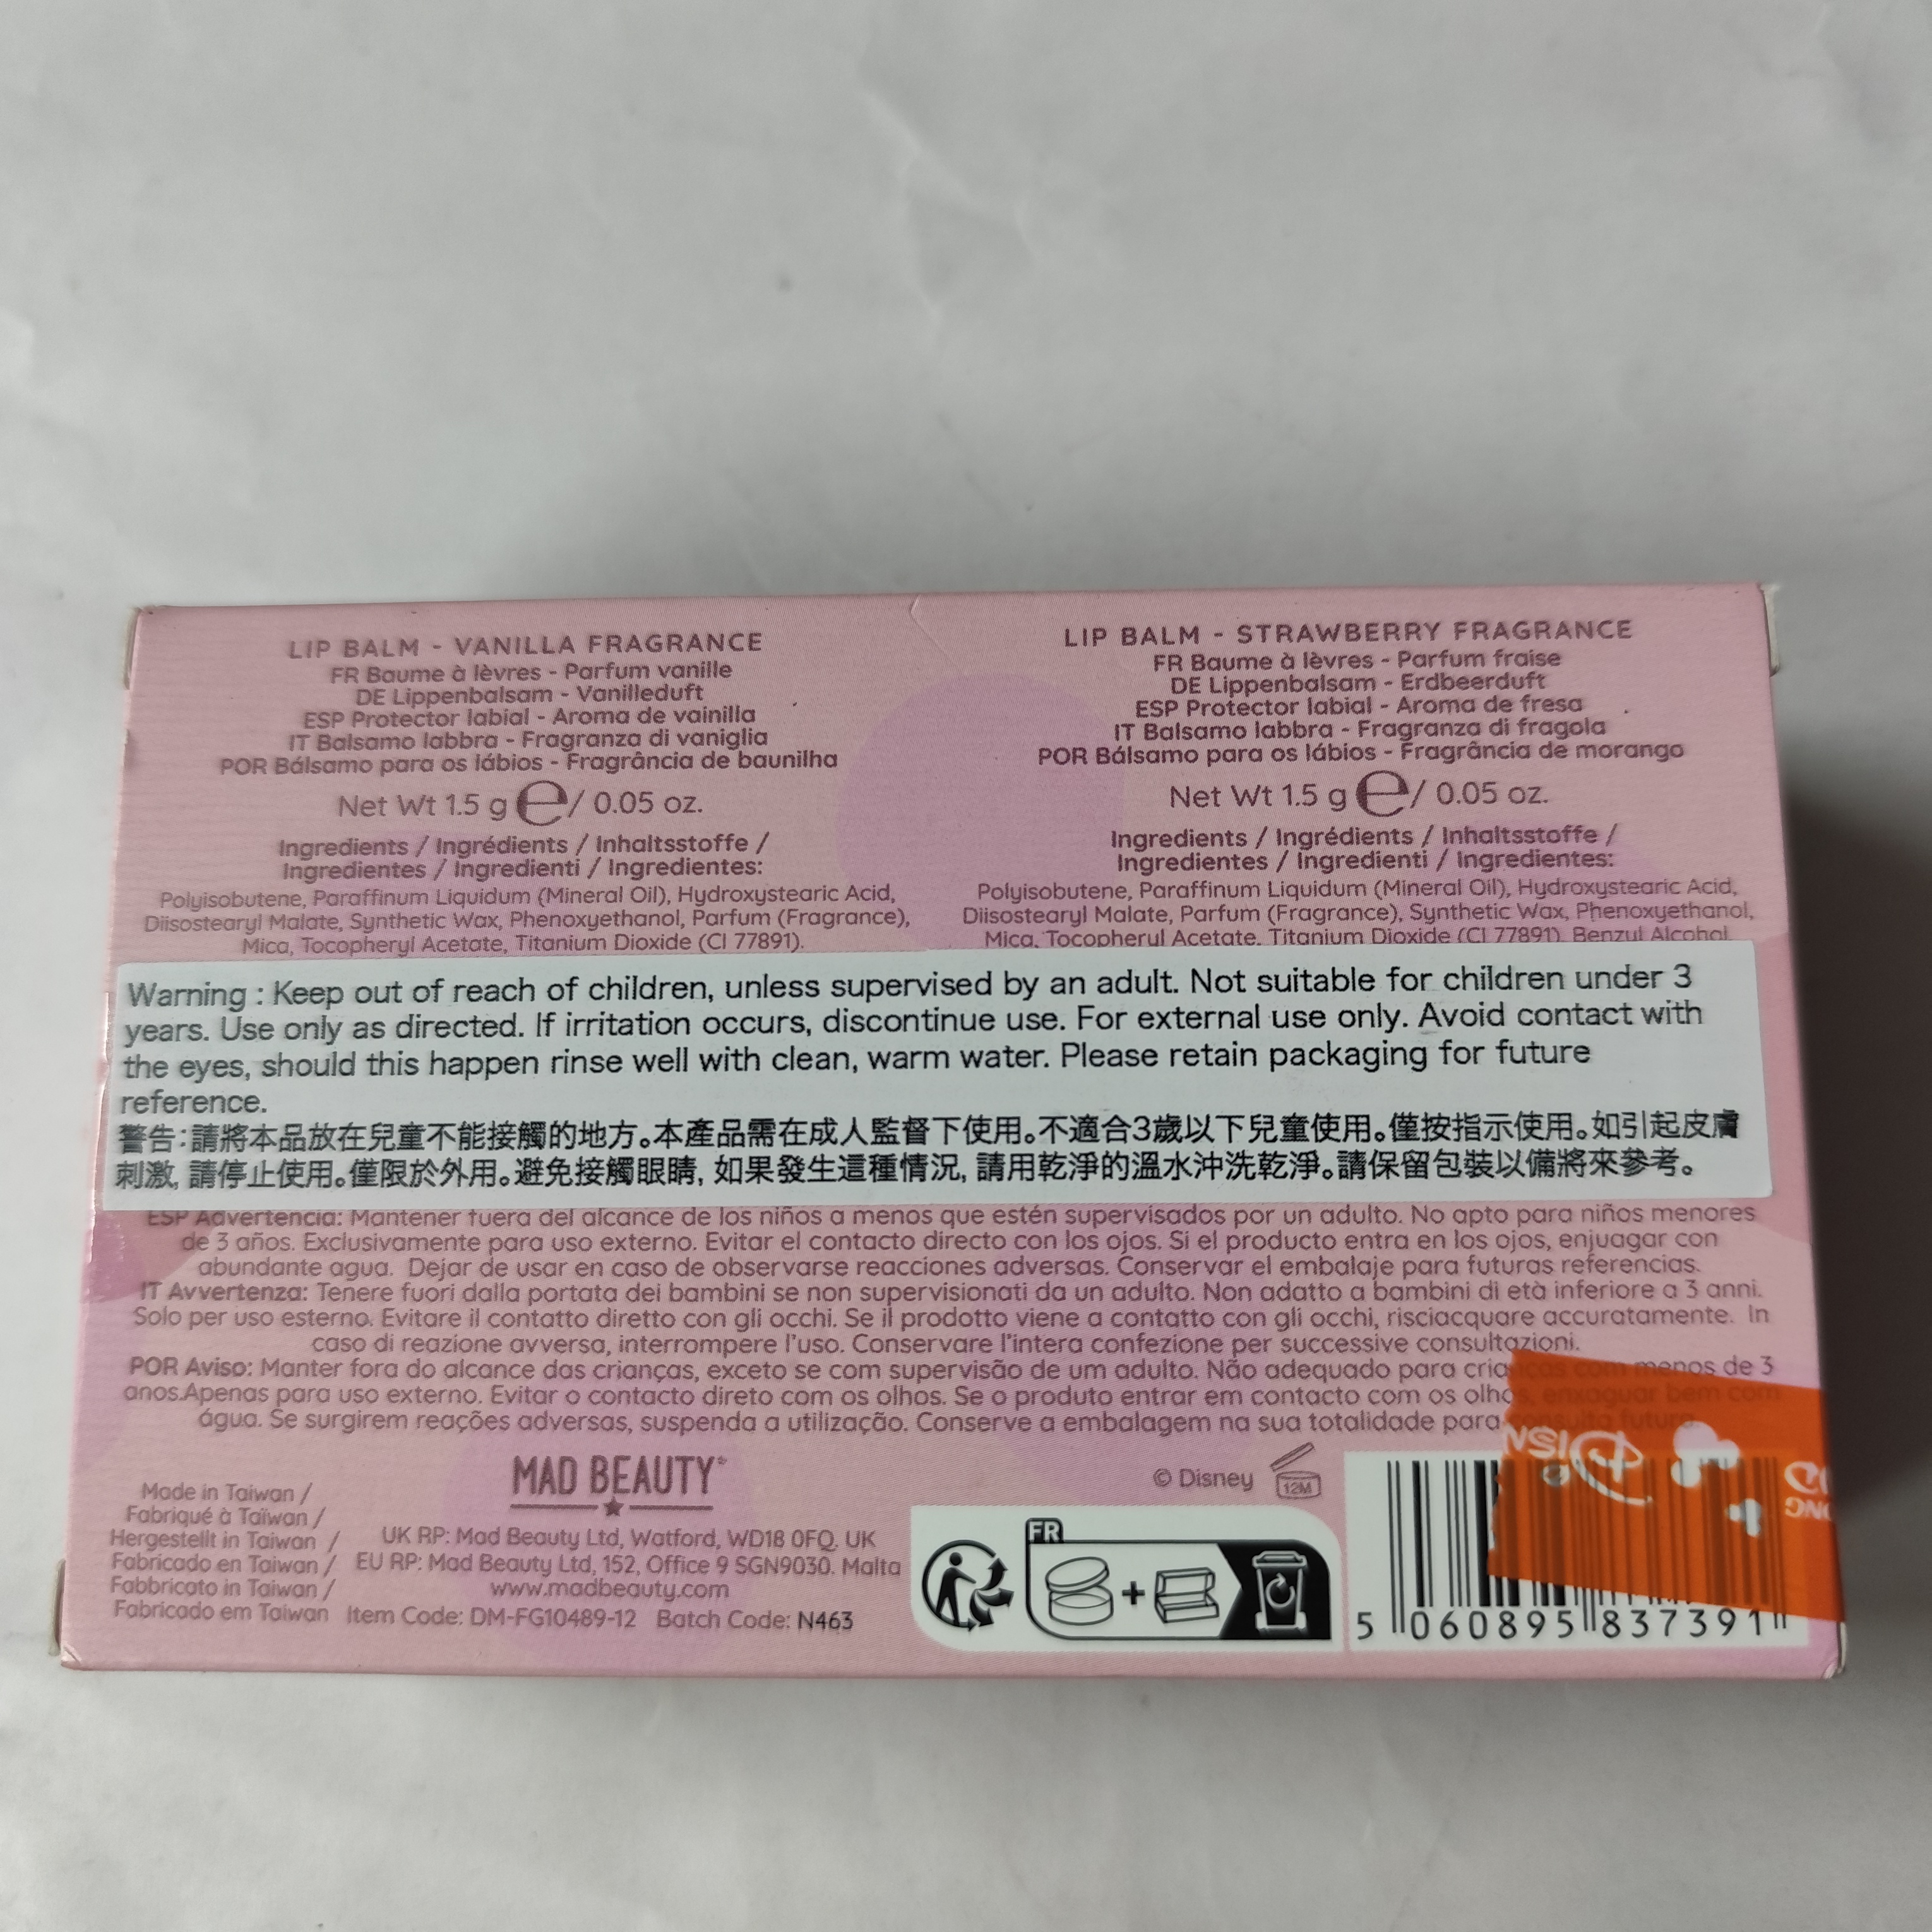 LIP BALM - VANILLA FRAGRANCE
FR Baume à lèvres - Parfum vanille
DE Lippenbalsam - Vanilleduft
ESP Protector labial - Aroma de vainilla
IT Balsamo labbra - Fragranza di vaniglia
POR Bálsamo para os lábios - Fragrância de baunilha
Net Wt 1.5 g ℮/ 0.05 oz.
Ingredients / Ingrédients / Inhaltsstoffe /
Ingredientes / Ingredienti / Ingredientes:
Polyisobutene, Paraffinum Liquidum (Mineral Oil), Hydroxystearic Acid,
Diisostearyl Malate, Synthetic Wax, Phenoxyethanol, Parfum (Fragrance),
Mica, Tocopheryl Acetate, Titanium Dioxide (CI 77891).
LIP BALM - STRAWBERRY FRAGRANCE
FR Baume à lèvres - Parfum fraise
DE Lippenbalsam - Erdbeerduft
ESP Protector labial - Aroma de fresa
IT Balsamo labbra - Fragranza di fragola
POR Bálsamo para os lábios - Fragrância de morango
Net Wt 1.5 g ℮/ 0.05 oz.
Ingredients / Ingrédients / Inhaltsstoffe /
Ingredientes / Ingredienti / Ingredientes:
Polyisobutene, Paraffinum Liquidum (Mineral Oil), Hydroxystearic Acid,
Diisostearyl Malate, Parfum (Fragrance), Synthetic Wax, Phenoxyethanol,
Mica, Tocopheryl Acetate, Titanium Dioxide (CI 77891), Benzyl Alcohol
Warning : Keep out of reach of children, unless supervised by an adult. Not suitable for children under 3
years. Use only as directed. If irritation occurs, discontinue use. For external use only. Avoid contact with
the eyes, should this happen rinse well with clean, warm water. Please retain packaging for future
reference.
警告:請將本品放在兒童不能接觸的地方。本產品需在成人監督下使用。不適合3歲以下兒童使用。僅按指示使用。如引起皮膚
刺激, 請停止使用。僅限於外用。避免接觸眼睛, 如果發生這種情況, 請用乾淨的溫水沖洗乾淨。請保留包裝以備將來參考。
ESP Advertencia: Mantener fuera del alcance de los niños a menos que estén supervisados por un adulto. No apto para niños menores
de 3 años. Exclusivamente para uso externo. Evitar el contacto directo con los ojos. Si el producto entra en los ojos, enjuagar con
abundante agua. Dejar de usar en caso de observarse reacciones adversas. Conservar el embalaje para futuras referencias.
IT Avvertenza: Tenere fuori dalla portata dei bambini se non supervisionati da un adulto. Non adatto a bambini di età inferiore a 3 anni.
Solo per uso esterno. Evitare il contatto diretto con gli occhi. Se il prodotto viene a contatto con gli occhi, risciacquare accuratamente. In
caso di reazione avversa, interrompere l'uso. Conservare l'intera confezione per successive consultazioni.
POR Aviso: Manter fora do alcance das crianças, exceto se com supervisão de um adulto. Não adequado para crianças com menos de 3
anos.Apenas para uso externo. Evitar o contacto direto com os olhos. Se o produto entrar em contacto com os olhos, enxaguar bem com
água. Se surgirem reações adversas, suspenda a utilização. Conserve a embalagem na sua totalidade para consulta futura.
Made in Taiwan /
Fabriqué à Taïwan /
Hergestellt in Taiwan /
Fabricado en Taiwan /
Fabbricato in Taiwan /
Fabricado em Taiwan
MAD BEAUTY
UK RP: Mad Beauty Ltd, Watford, WD18 0FQ. UK
EU RP: Mad Beauty Ltd, 152, Office 9 SGN9030. Malta
www.madbeauty.com
Item Code: DM-FG10489-12 Batch Code: N463
© Disney
12M
FR
5 060895 837391